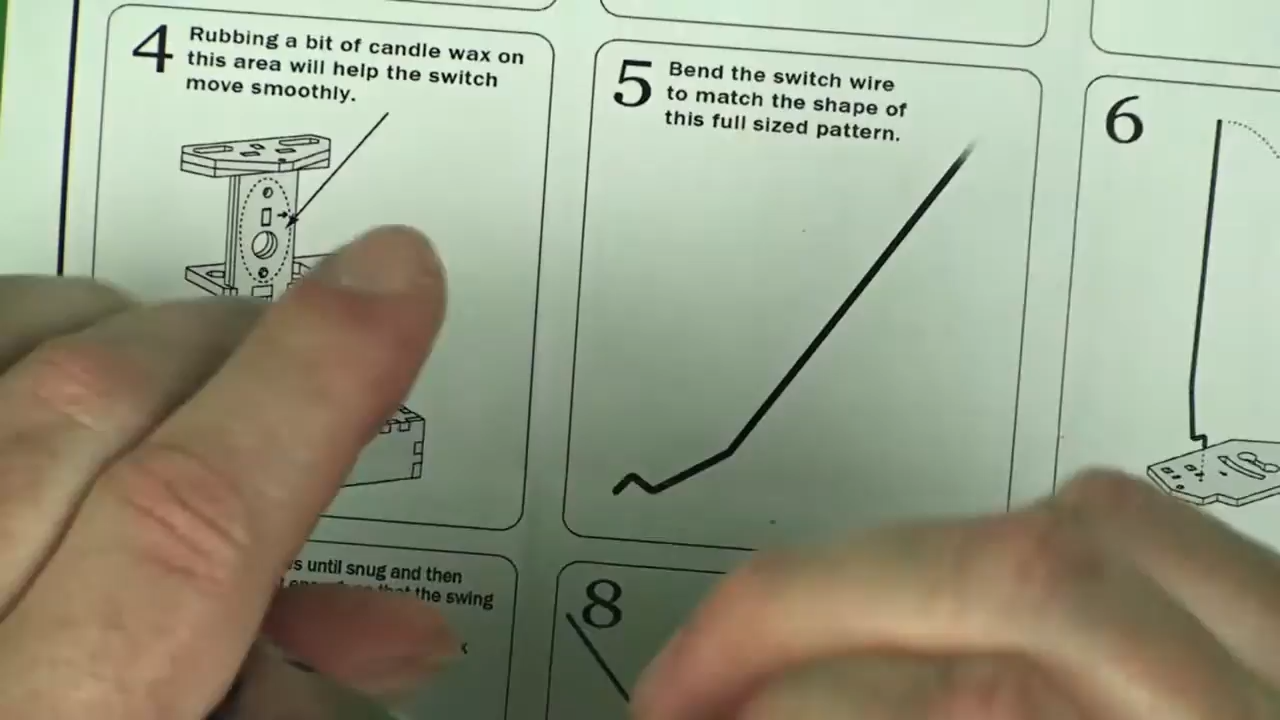 4
Rubbing a bit of candle wax on
this area will help the switch
move smoothly.
5
Bend the switch wire
to match the shape of
this full sized pattern.
6
until snug and then
that the swing
8